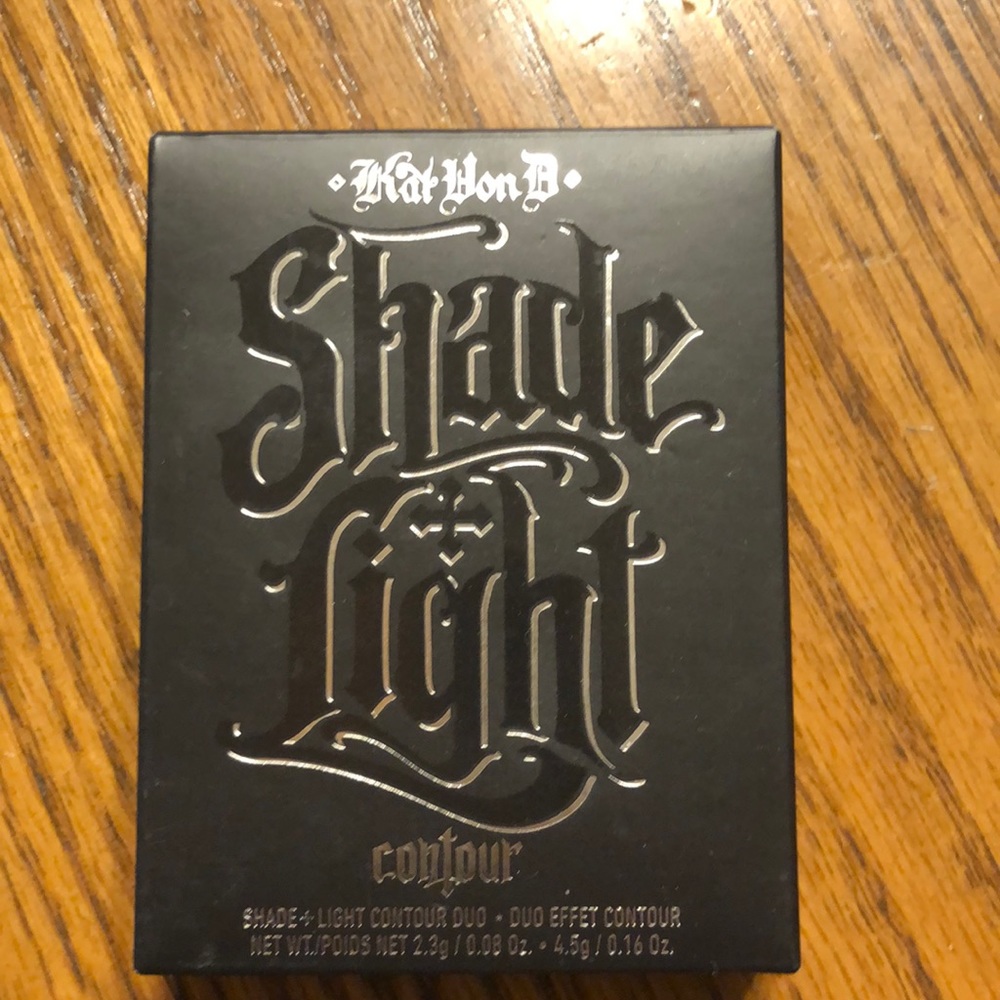 Kat Von D
Shade
+
Light
contour
SHADE + LIGHT CONTOUR DUO • DUO EFFET CONTOUR
NET WT./POIDS NET 2.3g / 0.08 Oz. • 4.5g / 0.16 Oz.